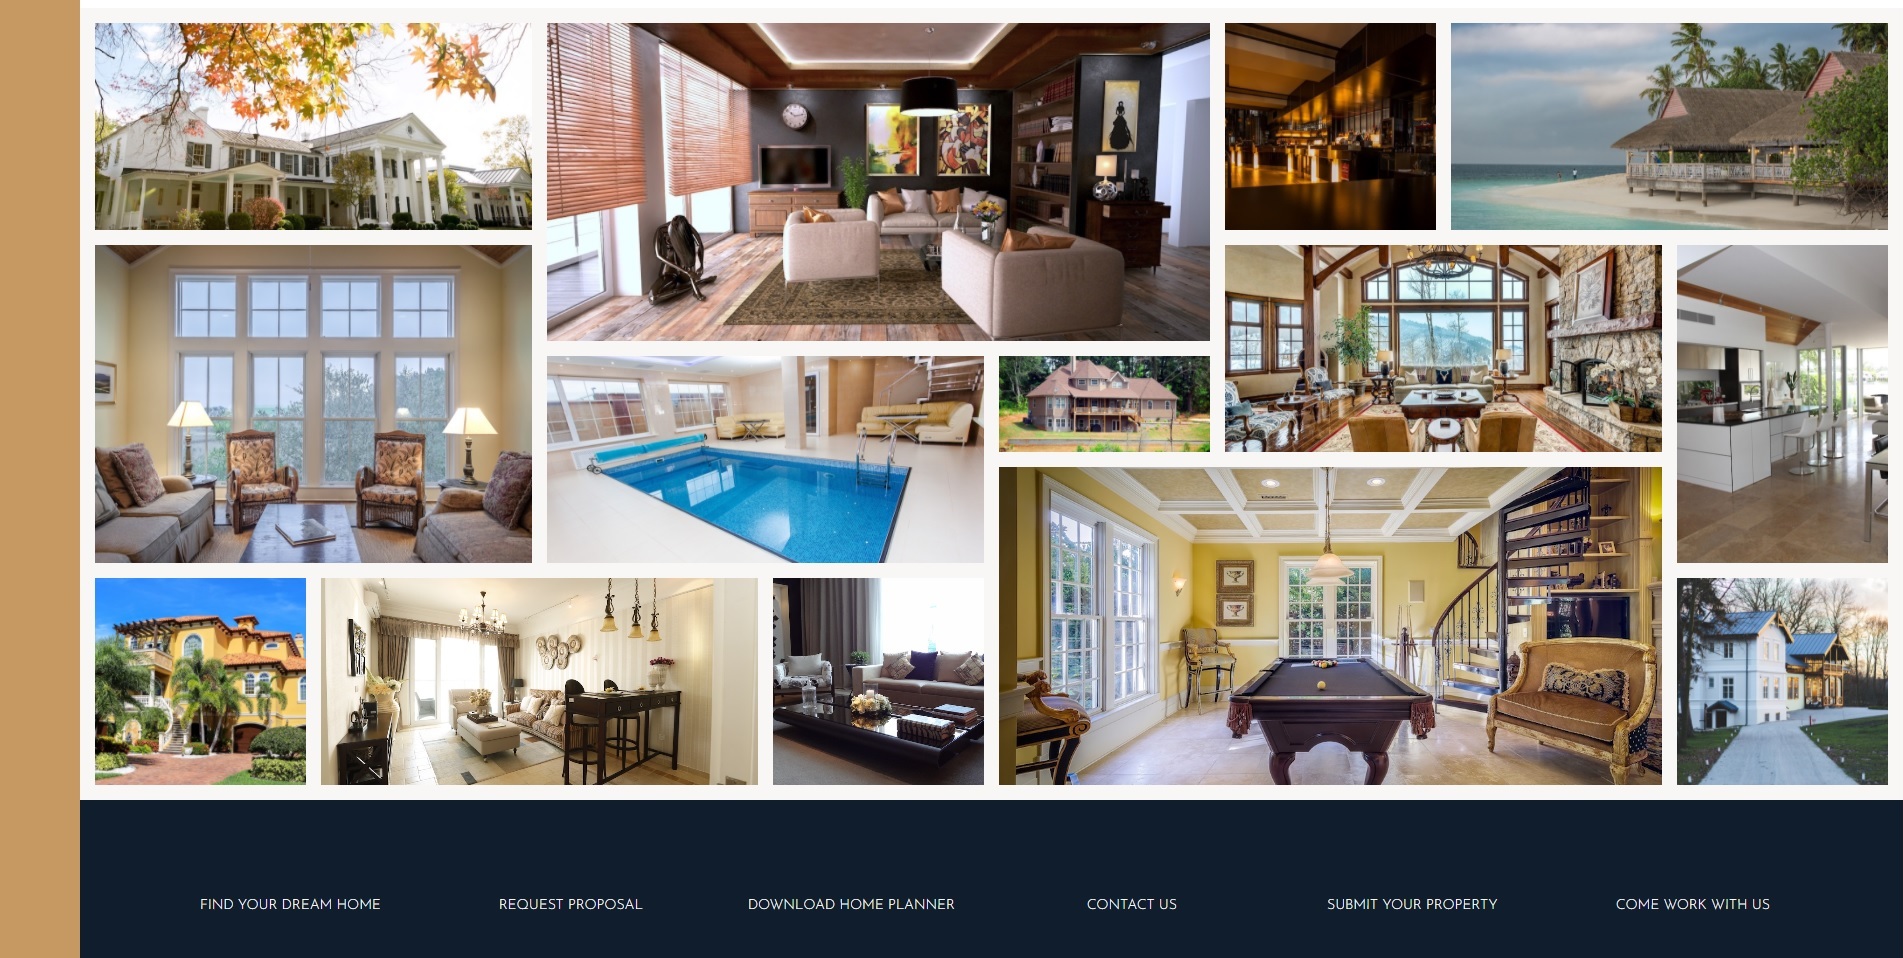 FIND YOUR DREAM HOME
REQUEST PROPOSAL
DOWNLOAD HOME PLANNER
CONTACT US
SUBMIT YOUR PROPERTY
COME WORK WITH US